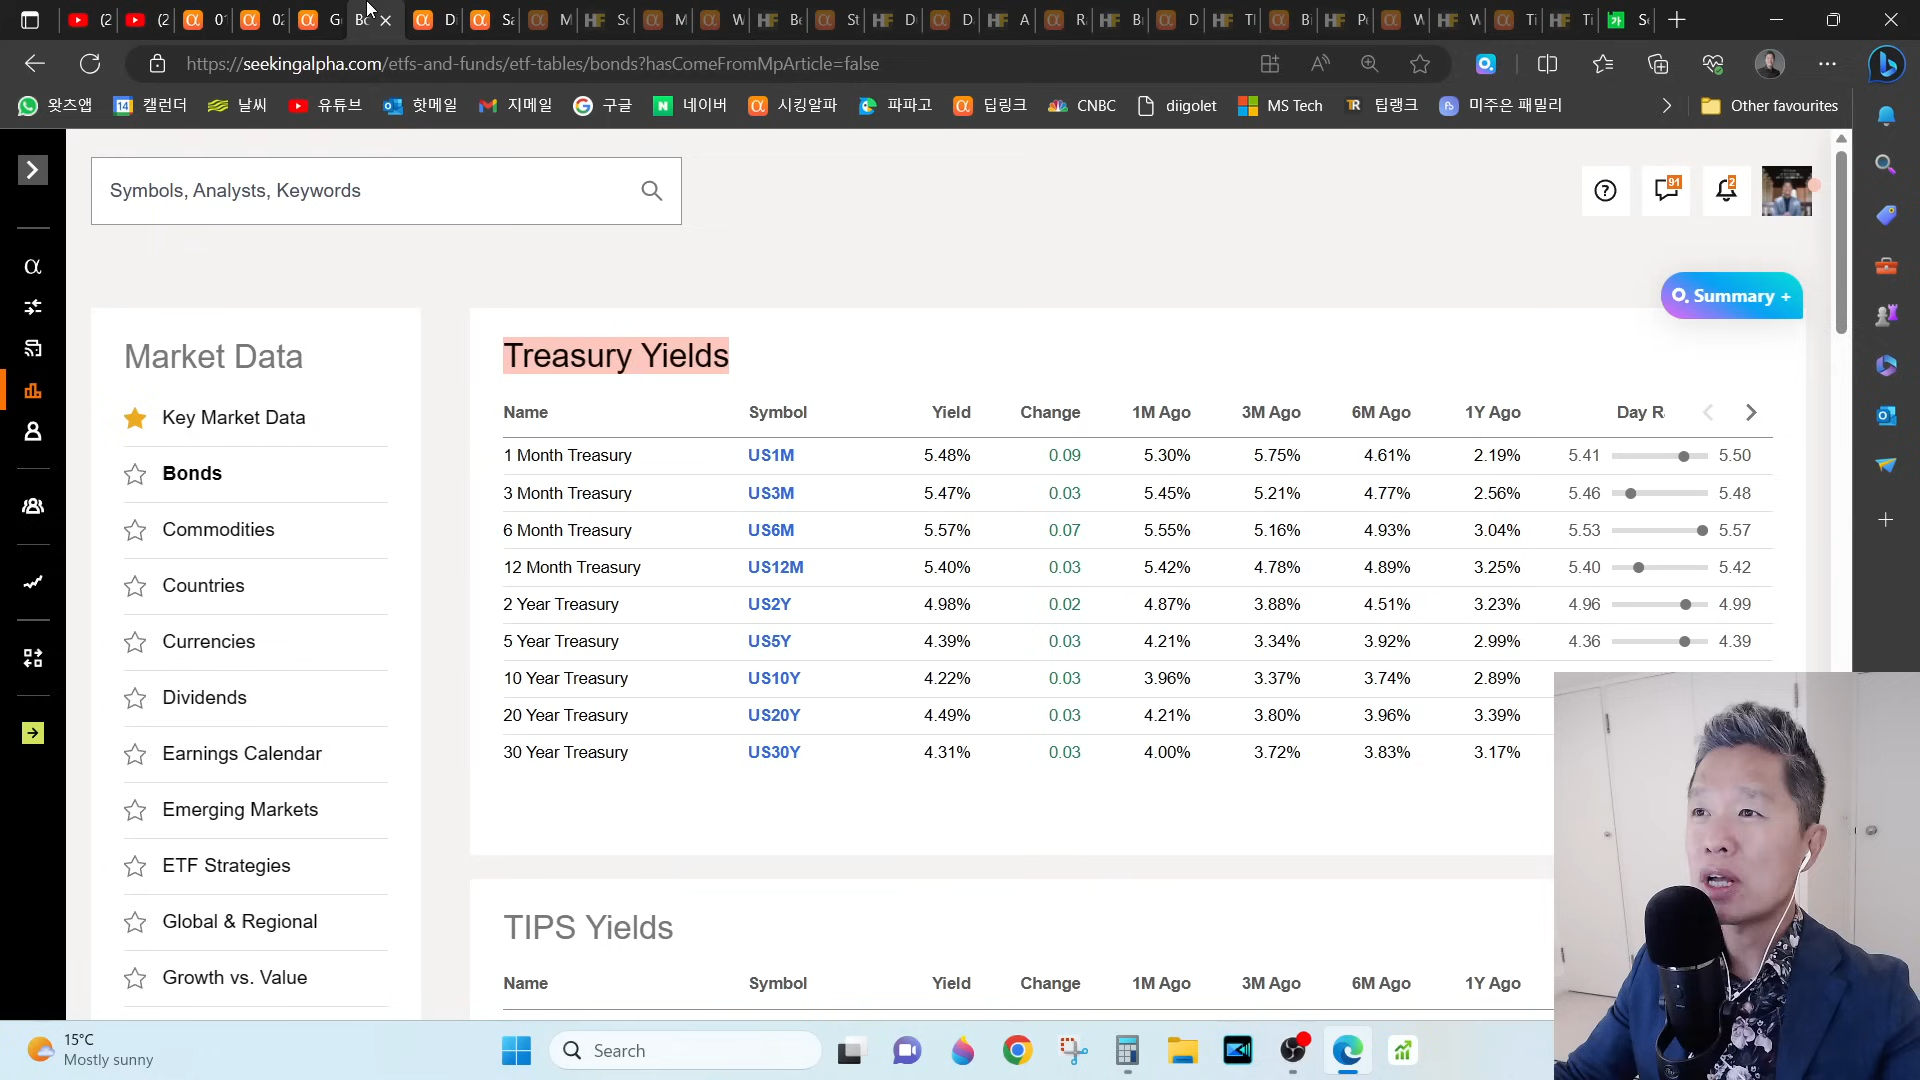 https://seekingalpha.com/etfs-and-funds/etf-tables/bonds?hasComeFromMpArticle=false
왓츠앱 캘린더 날씨 유튜브 핫메일 지메일 구글 네이버 시킹알파 파파고 딥링크 CNBC diigolet MS Tech 팁랭크 미주은 패밀리 Other favourites
Symbols, Analysts, Keywords
91
2
Summary +
Market Data
Key Market Data
Bonds
Commodities
Countries
Currencies
Dividends
Earnings Calendar
Emerging Markets
ETF Strategies
Global & Regional
Growth vs. Value
Treasury Yields
Name Symbol Yield Change 1M Ago 3M Ago 6M Ago 1Y Ago Day R
1 Month Treasury US1M 5.48% 0.09 5.30% 5.75% 4.61% 2.19% 5.41 5.50
3 Month Treasury US3M 5.47% 0.03 5.45% 5.21% 4.77% 2.56% 5.46 5.48
6 Month Treasury US6M 5.57% 0.07 5.55% 5.16% 4.93% 3.04% 5.53 5.57
12 Month Treasury US12M 5.40% 0.03 5.42% 4.78% 4.89% 3.25% 5.40 5.42
2 Year Treasury US2Y 4.98% 0.02 4.87% 3.88% 4.51% 3.23% 4.96 4.99
5 Year Treasury US5Y 4.39% 0.03 4.21% 3.34% 3.92% 2.99% 4.36 4.39
10 Year Treasury US10Y 4.22% 0.03 3.96% 3.37% 3.74% 2.89%
20 Year Treasury US20Y 4.49% 0.03 4.21% 3.80% 3.96% 3.39%
30 Year Treasury US30Y 4.31% 0.03 4.00% 3.72% 3.83% 3.17%
TIPS Yields
Name Symbol Yield Change 1M Ago 3M Ago 6M Ago 1Y Ago
15°C
Mostly sunny
Search